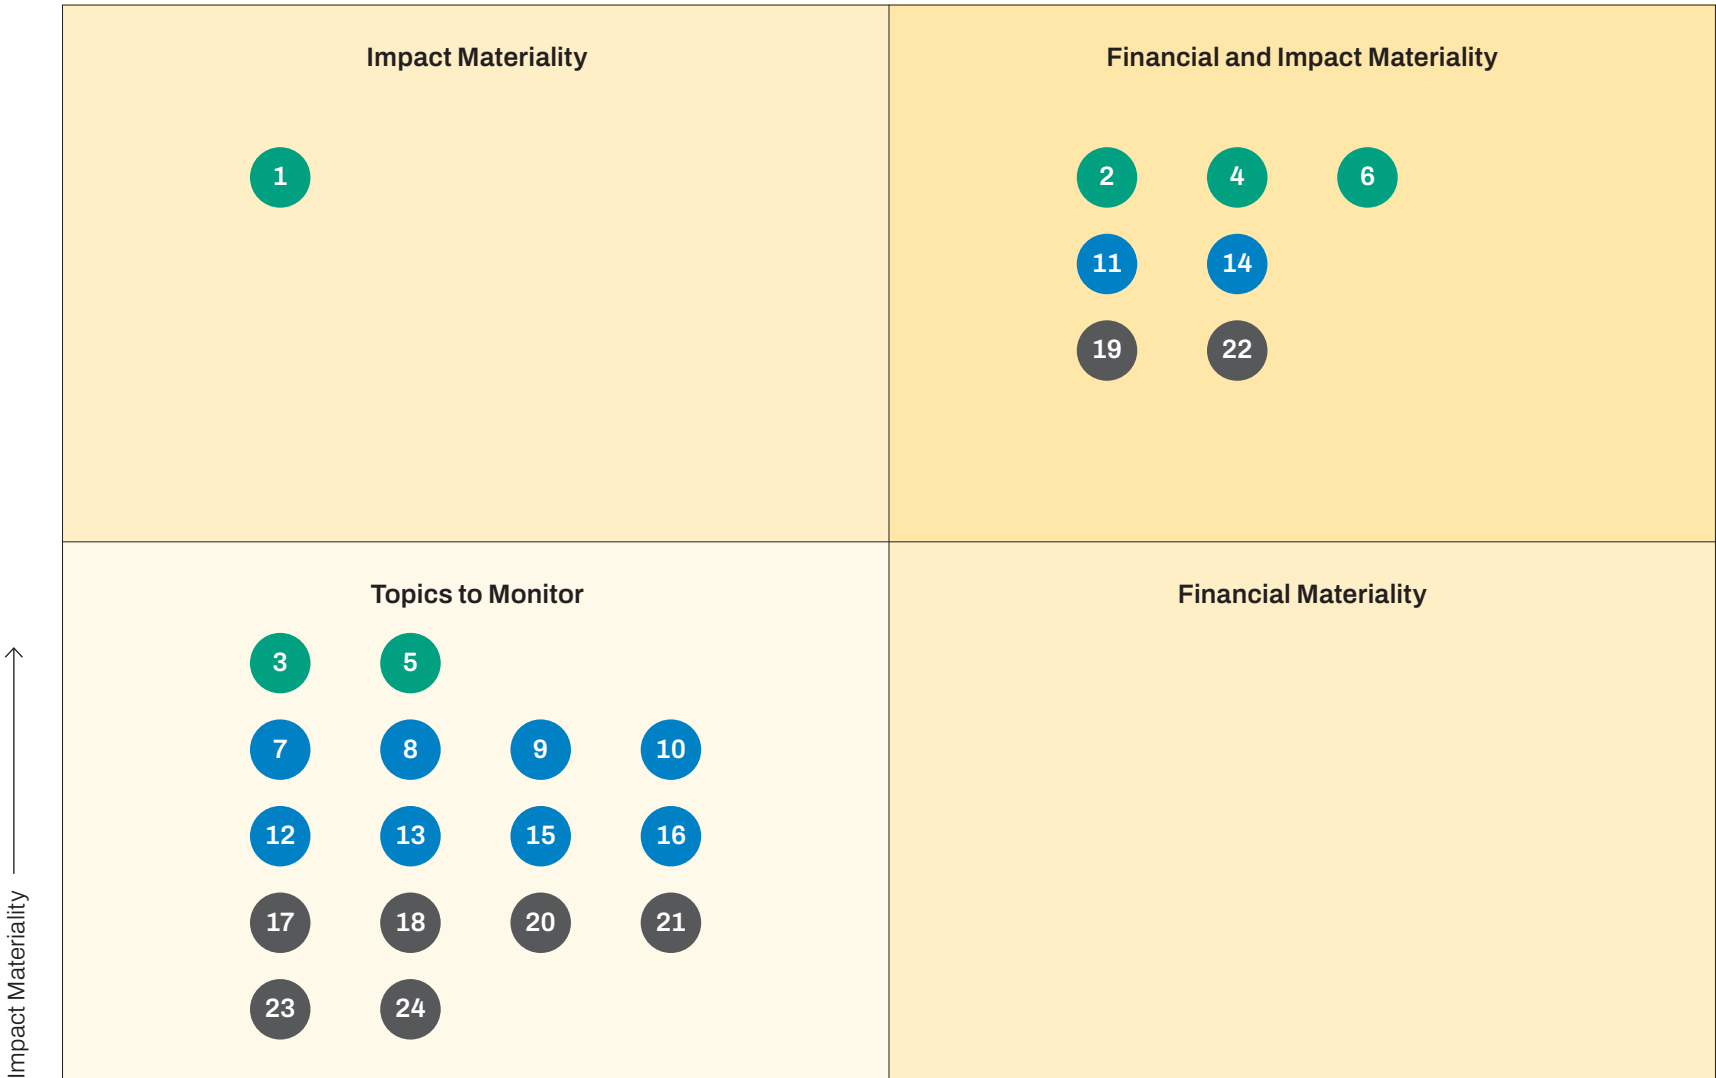 Impact Materiality
Financial and Impact Materiality
1
2 4 6
11 14
19 22
Topics to Monitor
Financial Materiality
3 5
7 8 9 10
12 13 15 16
17 18 20 21
23 24
Impact Materiality